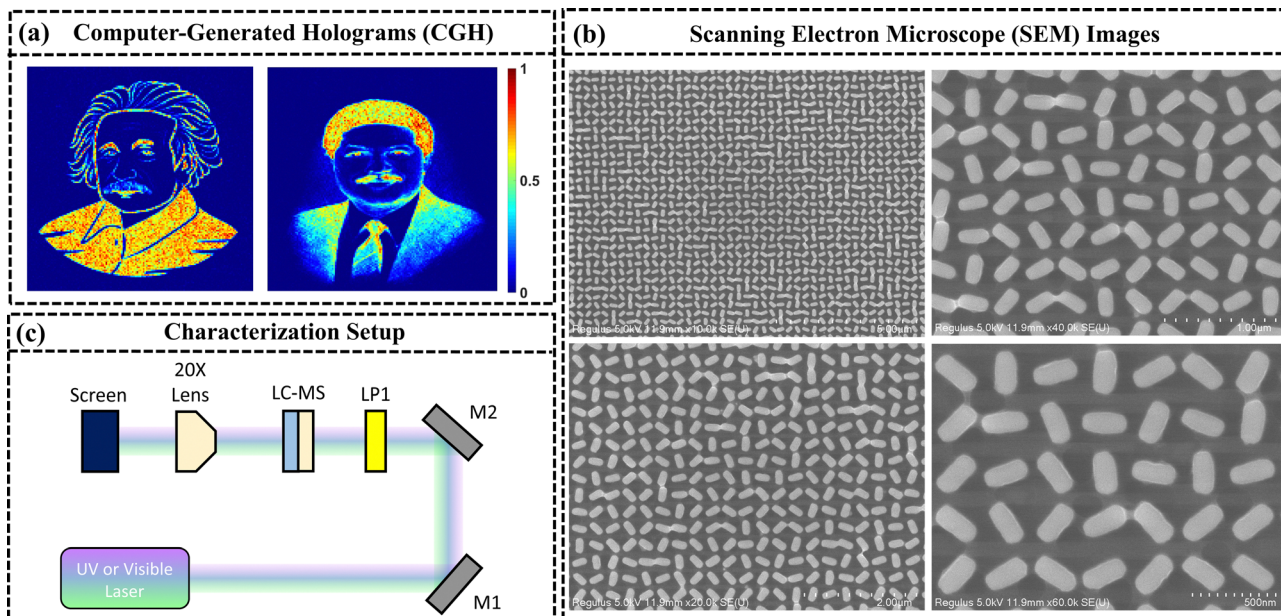 (a) Computer-Generated Holograms (CGH)
1
0.5
0
(b) Scanning Electron Microscope (SEM) Images
Regulus 5.0kV 11.9mm x10.0k SE(U) 5.00μm
Regulus 5.0kV 11.9mm x40.0k SE(U) 1.00μm
Regulus 5.0kV 11.9mm x20.0k SE(U) 2.00μm
Regulus 5.0kV 11.9mm x60.0k SE(U) 500nm
(c) Characterization Setup
Screen
20X
Lens
LC-MS
LP1
M2
UV or Visible
Laser
M1